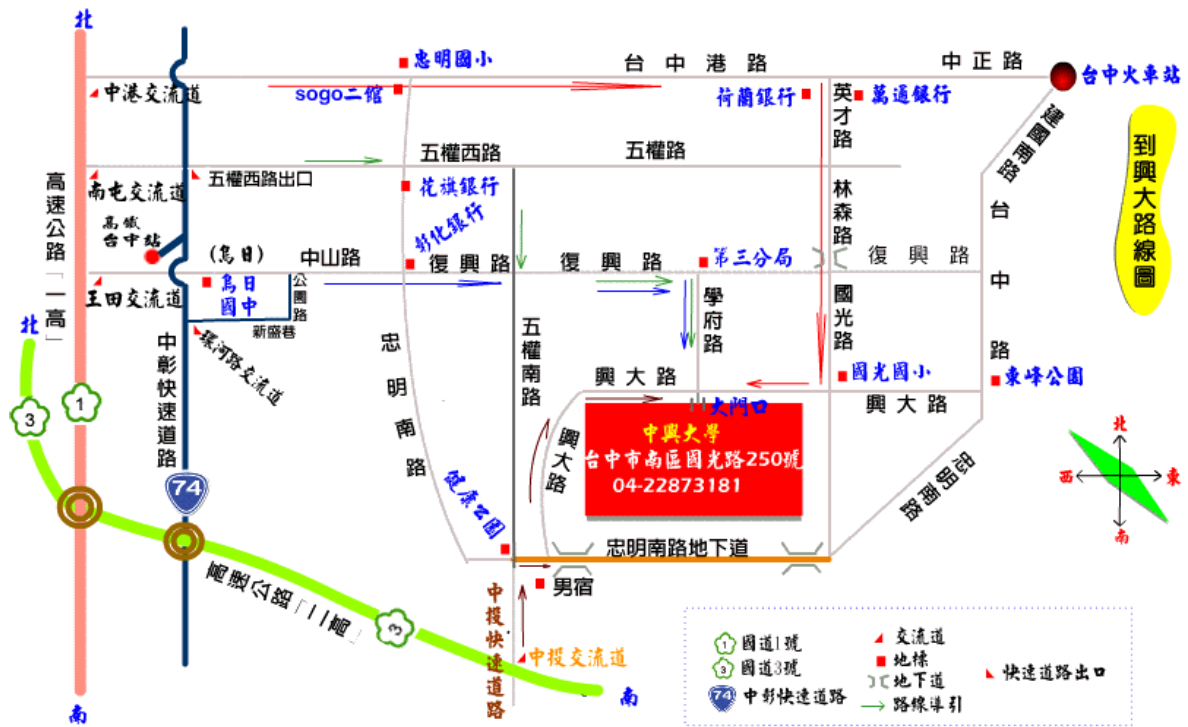 北
忠明國小
台中港路
中正路
台中火車站
中港交流道
sogo二館
荷蘭銀行
英才路
萬通銀行
建國南路
到興大路線圖
五權西路
五權路
高速公路「一高」
南屯交流道
五權西路出口
花旗銀行
林森路
台中路
高鐵
台中站
彰化銀行
(烏日)
中山路
復興路
復興路
第三分局
復興路
王田交流道
烏日
國中
公園路
新盛巷
學府路
國光路
北
環河路交流道
五權南路
中彰快速道路
忠明南路
興大路
國光國小
東峰公園
3
1
大門口
興大路
中興大學
台中市南區國光路250號
04-22873181
興大路
忠明南路
北
西
東
南
74
健康公園
忠明南路地下道
高速公路「二高」
3
男宿
中投快速道路
中投交流道
南
南
1
國道1號
3
國道3號
74
中彰快速道路
交流道
地標
地下道
路線導引
快速道路出口